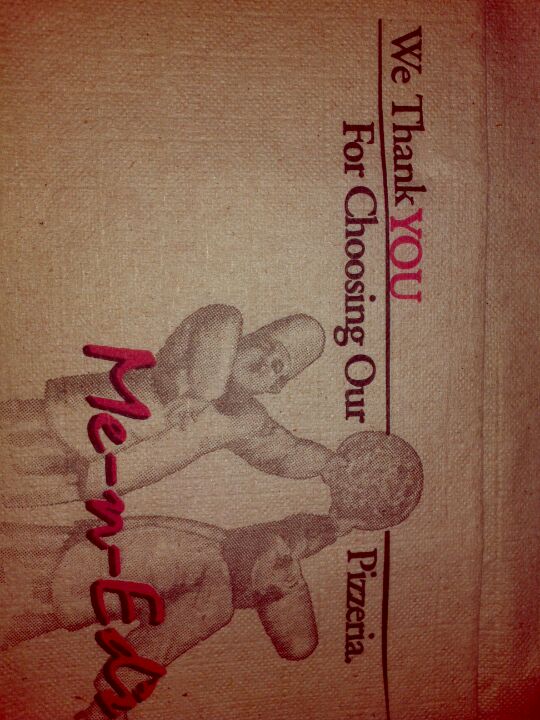 We Thank YOU
For Choosing Our Pizzeria.
Me-n-Ed's